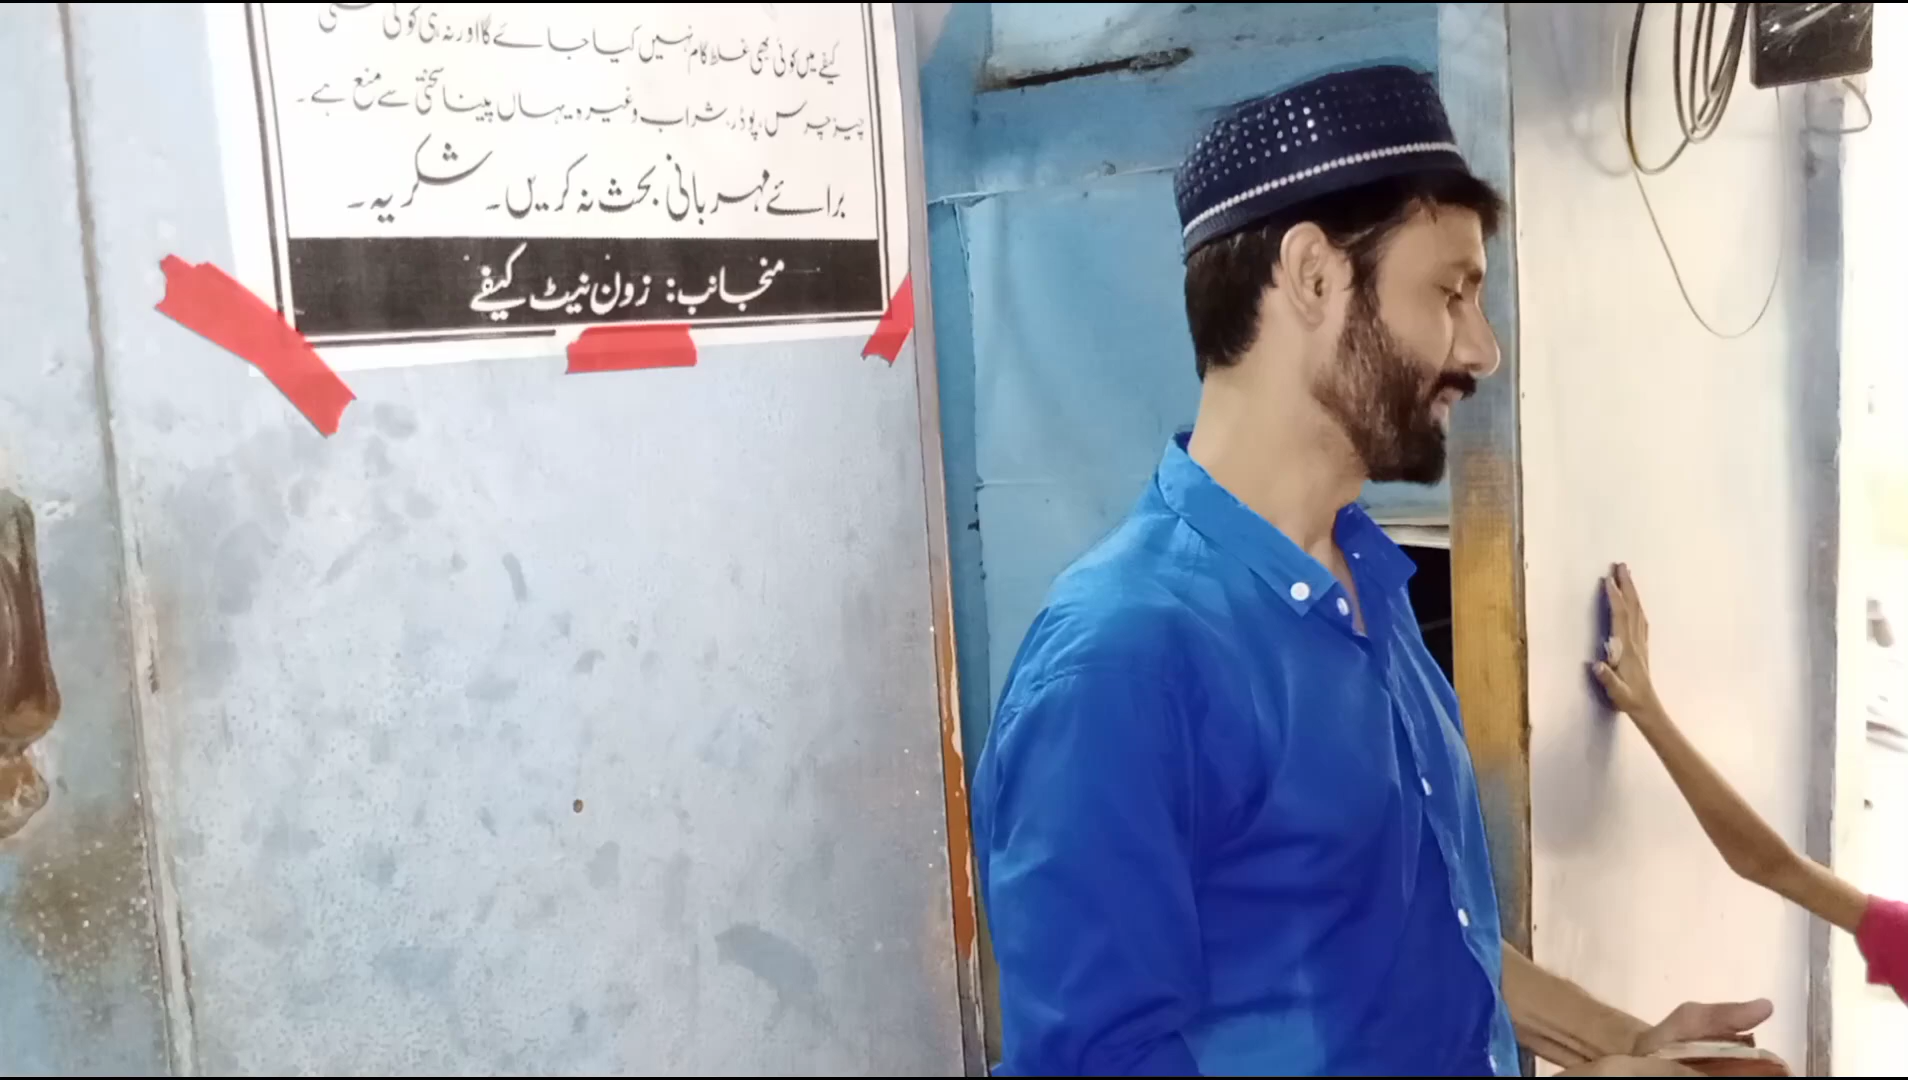 کیفے میں کوئی بھی غلط کام نہیں کیا جائے گا اور نہ ہی کوئی
چیز چرس، پوڈر، شراب وغیرہ یہاں پینا سختی سے منع ہے۔
برائے مہربانی بحث نہ کریں۔ شکریہ۔
منجانب: زون نیٹ کیفے